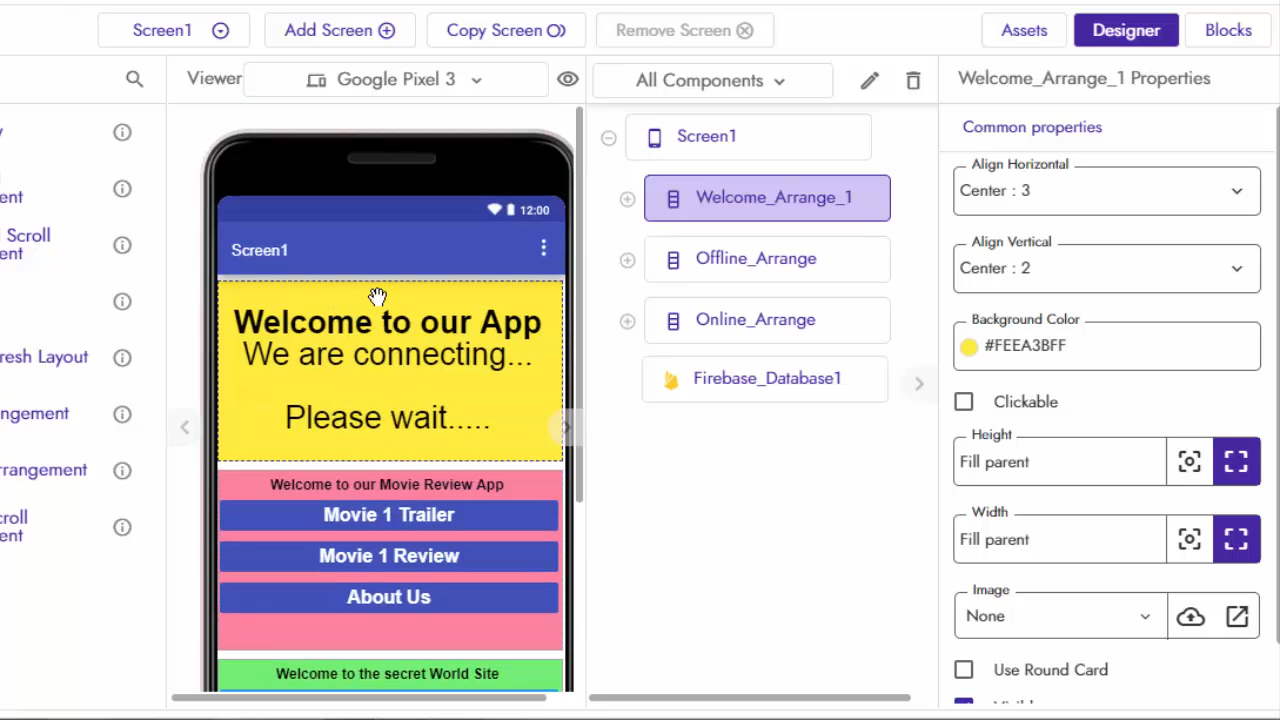 Screen1
Add Screen
Copy Screen
Remove Screen
Assets
Designer
Blocks
Viewer
Google Pixel 3
All Components
Welcome_Arrange_1 Properties
ent
Scroll
ent
resh Layout
ngement
rrangement
croll
ent
12:00
Screen1
Welcome to our App
We are connecting...
Please wait.....
Welcome to our Movie Review App
Movie 1 Trailer
Movie 1 Review
About Us
Welcome to the secret World Site
Screen1
Welcome_Arrange_1
Offline_Arrange
Online_Arrange
Firebase_Database1
Common properties
Align Horizontal
Center : 3
Align Vertical
Center : 2
Background Color
#FEEA3BFF
Clickable
Height
Fill parent
Width
Fill parent
Image
None
Use Round Card